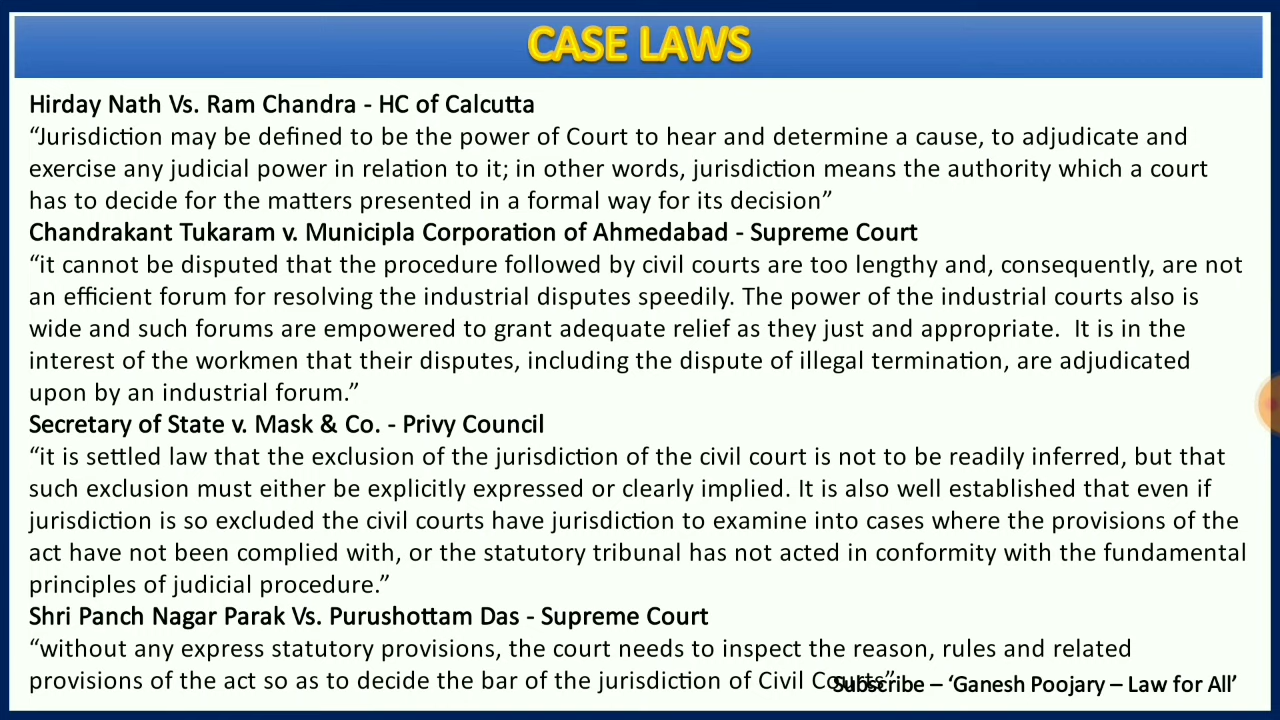 CASE LAWS
Hirday Nath Vs. Ram Chandra - HC of Calcutta
“Jurisdiction may be defined to be the power of Court to hear and determine a cause, to adjudicate and
exercise any judicial power in relation to it; in other words, jurisdiction means the authority which a court
has to decide for the matters presented in a formal way for its decision”
Chandrakant Tukaram v. Municipla Corporation of Ahmedabad - Supreme Court
“it cannot be disputed that the procedure followed by civil courts are too lengthy and, consequently, are not
an efficient forum for resolving the industrial disputes speedily. The power of the industrial courts also is
wide and such forums are empowered to grant adequate relief as they just and appropriate.  It is in the
interest of the workmen that their disputes, including the dispute of illegal termination, are adjudicated
upon by an industrial forum.”
Secretary of State v. Mask & Co. - Privy Council
“it is settled law that the exclusion of the jurisdiction of the civil court is not to be readily inferred, but that
such exclusion must either be explicitly expressed or clearly implied. It is also well established that even if
jurisdiction is so excluded the civil courts have jurisdiction to examine into cases where the provisions of the
act have not been complied with, or the statutory tribunal has not acted in conformity with the fundamental
principles of judicial procedure.”
Shri Panch Nagar Parak Vs. Purushottam Das - Supreme Court
“without any express statutory provisions, the court needs to inspect the reason, rules and related
provisions of the act so as to decide the bar of the jurisdiction of Civil Courts”
Subscribe – ‘Ganesh Poojary – Law for All’